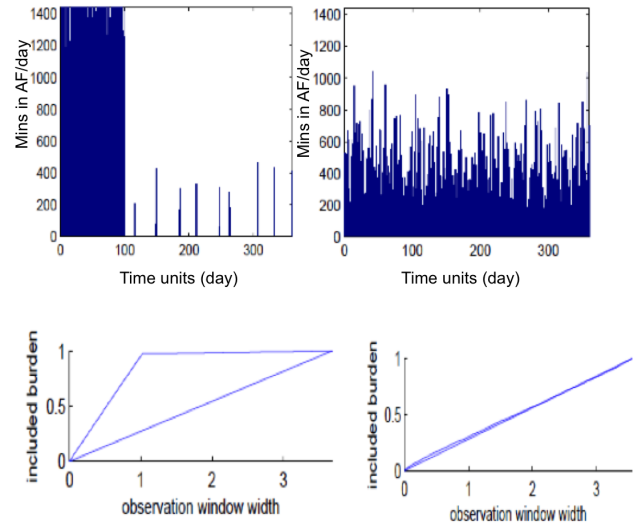 Mins in AF/day
1400
1200
1000
800
600
400
200
0
0 100 200 300
Time units (day)
Mins in AF/day
1400
1200
1000
800
600
400
200
0
0 100 200 300
Time units (day)
included burden
1
0.5
0
0 1 2 3
observation window width
included burden
1
0.5
0
0 1 2 3
observation window width